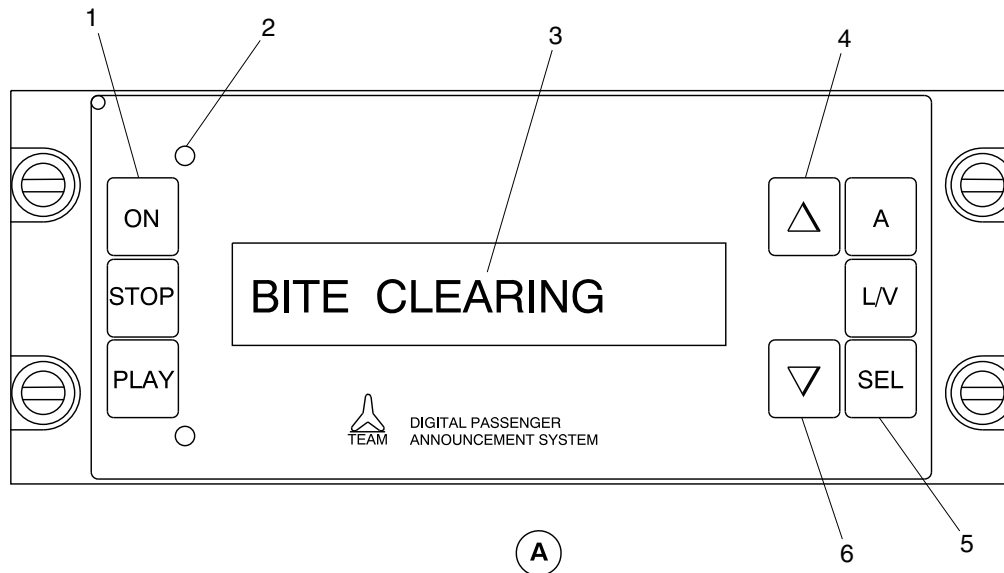 1
2
3
4
ON
A
STOP
BITE CLEARING
L/V
PLAY
SEL
TEAM
DIGITAL PASSENGER
ANNOUNCEMENT SYSTEM
A
6
5